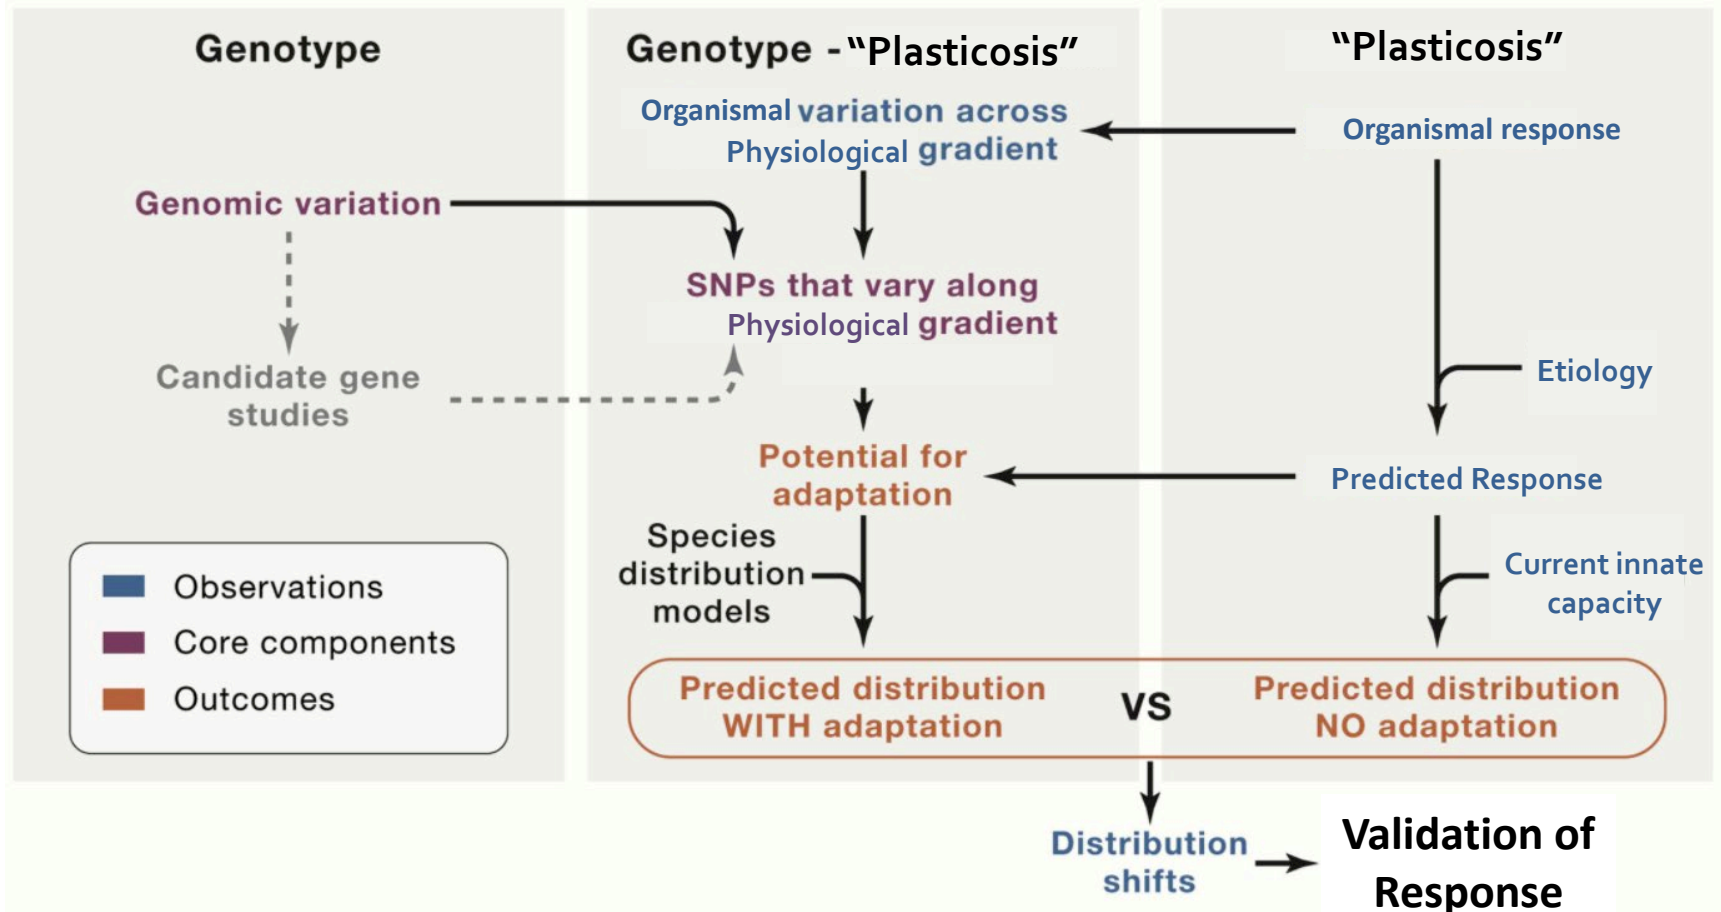 Genotype
Genomic variation
Candidate gene
studies
Observations
Core components
Outcomes
Genotype - “Plasticosis”
Organismal variation across
Physiological gradient
SNPs that vary along
Physiological gradient
Potential for
adaptation
Species
distribution
models
Predicted distribution
WITH adaptation
VS
“Plasticosis”
Organismal response
Etiology
Predicted Response
Current innate
capacity
Predicted distribution
NO adaptation
Distribution
shifts
Validation of
Response